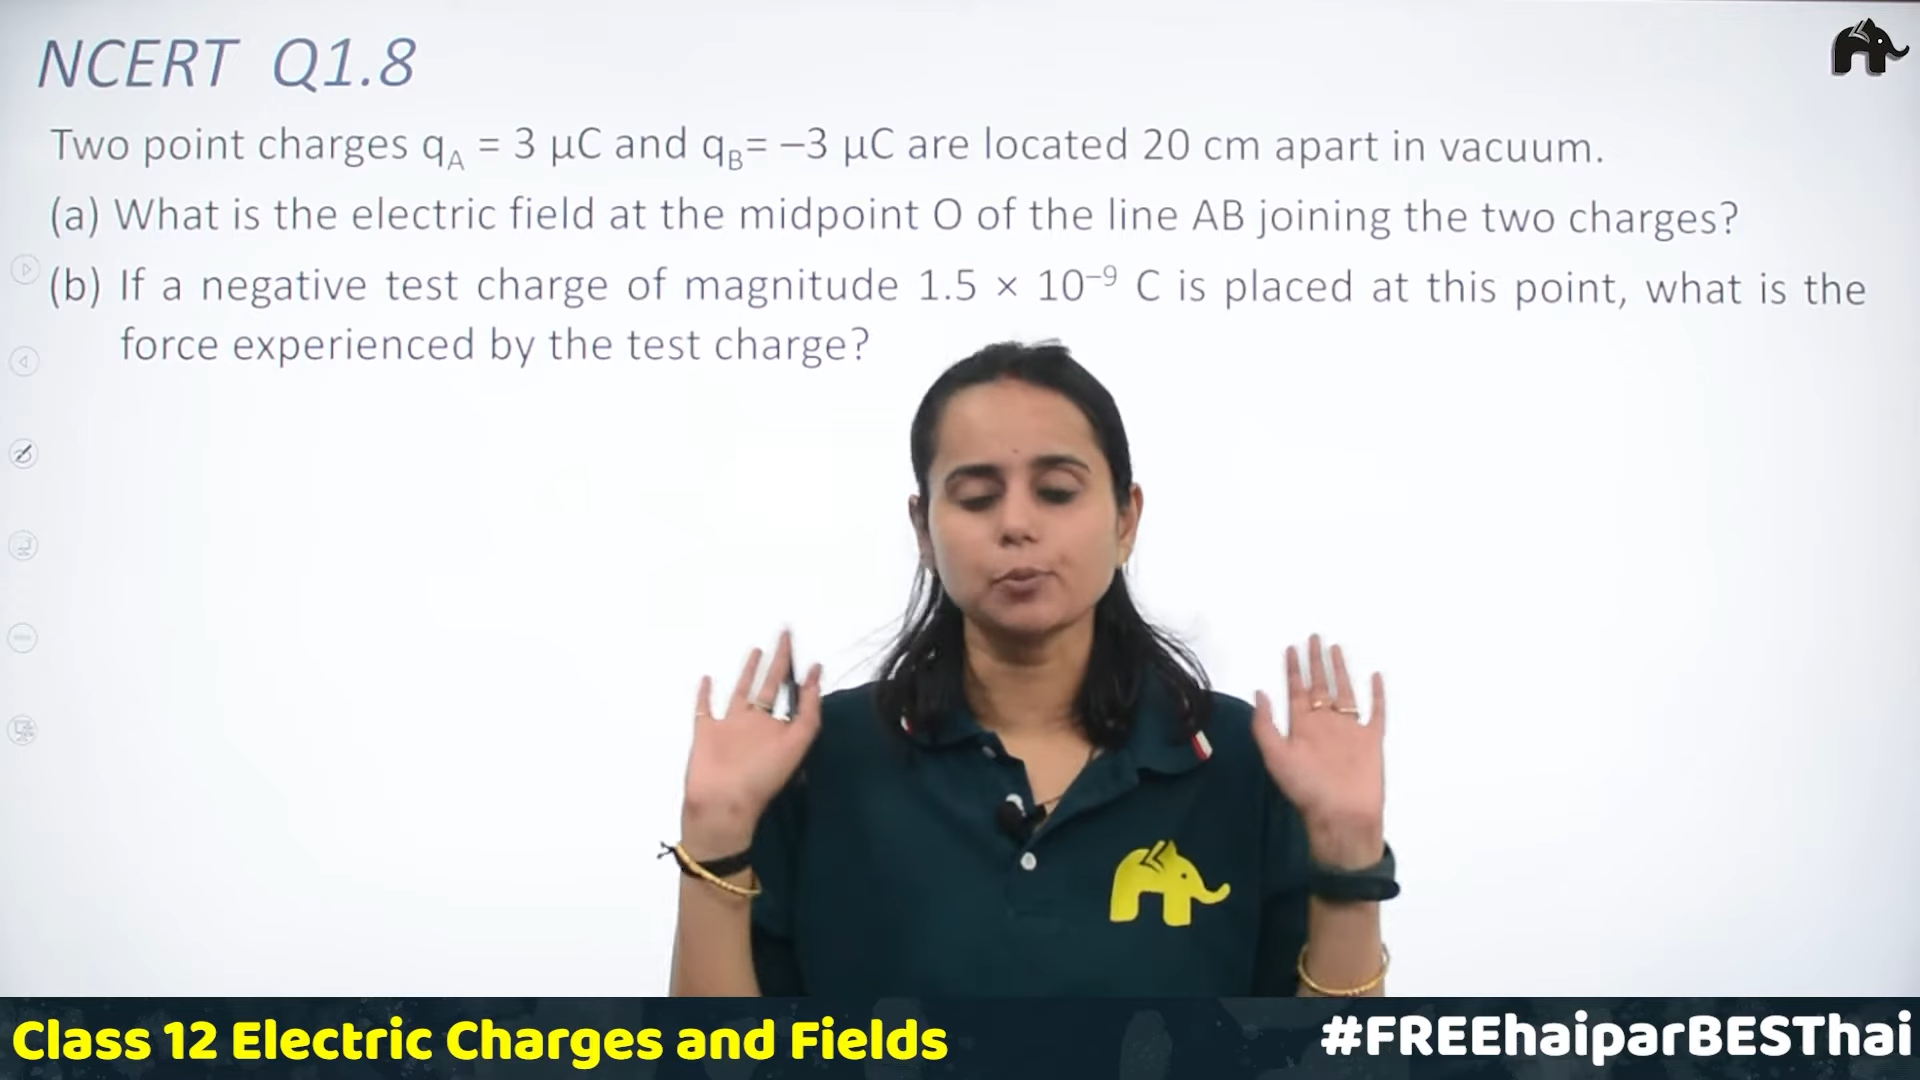 NCERT Q1.8
Two point charges q_A = 3 μC and q_B= –3 μC are located 20 cm apart in vacuum.
(a) What is the electric field at the midpoint O of the line AB joining the two charges?
(b) If a negative test charge of magnitude 1.5 × 10⁻⁹ C is placed at this point, what is the
force experienced by the test charge?
Class 12 Electric Charges and Fields
#FREEhaiparBESThai